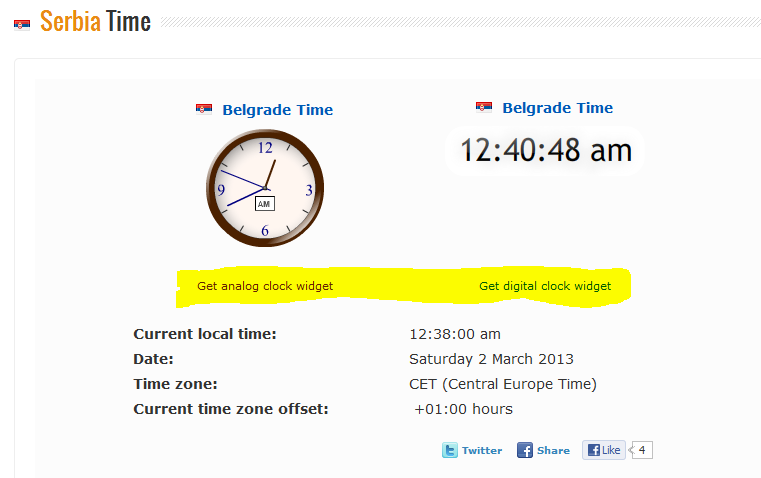 Serbia Time
Belgrade Time
12
9
3
AM
6
Belgrade Time
12:40:48 am
Get analog clock widget
Get digital clock widget
Current local time: 12:38:00 am
Date: Saturday 2 March 2013
Time zone: CET (Central Europe Time)
Current time zone offset: +01:00 hours
Twitter Share Like 4